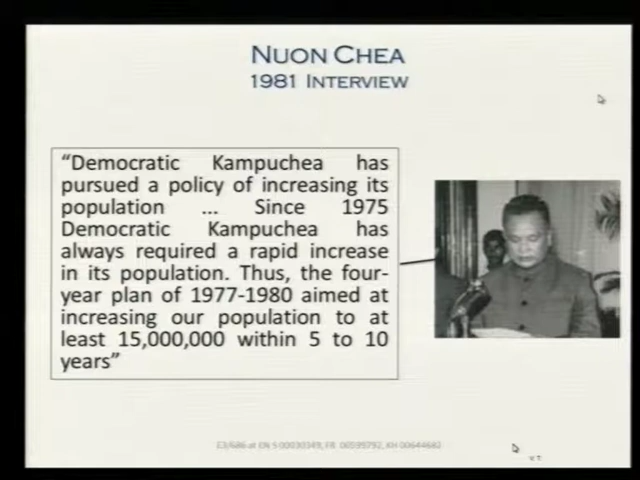 NUON CHEA
1981 INTERVIEW
“Democratic Kampuchea has
pursued a policy of increasing its
population ... Since 1975
Democratic Kampuchea has
always required a rapid increase
in its population. Thus, the four-
year plan of 1977-1980 aimed at
increasing our population to at
least 15,000,000 within 5 to 10
years”